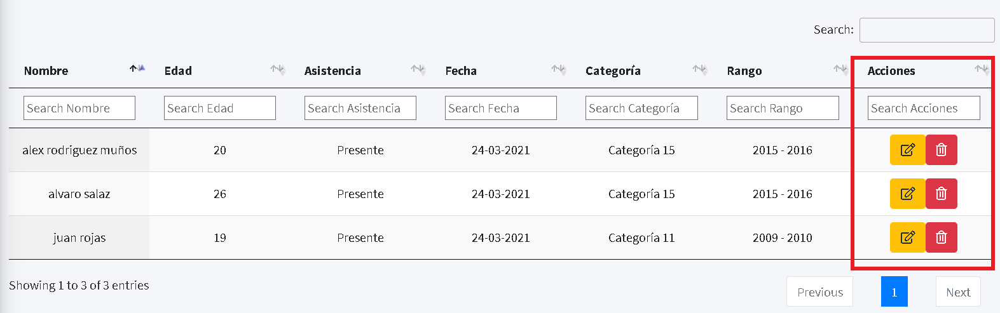 Search:
Nombre Edad Asistencia Fecha Categoría Rango Acciones
Search Nombre Search Edad Search Asistencia Search Fecha Search Categoría Search Rango Search Acciones
alex rodriguez muños 20 Presente 24-03-2021 Categoría 15 2015 - 2016
alvaro salaz 26 Presente 24-03-2021 Categoría 15 2015 - 2016
juan rojas 19 Presente 24-03-2021 Categoría 11 2009 - 2010
Showing 1 to 3 of 3 entries
Previous 1 Next